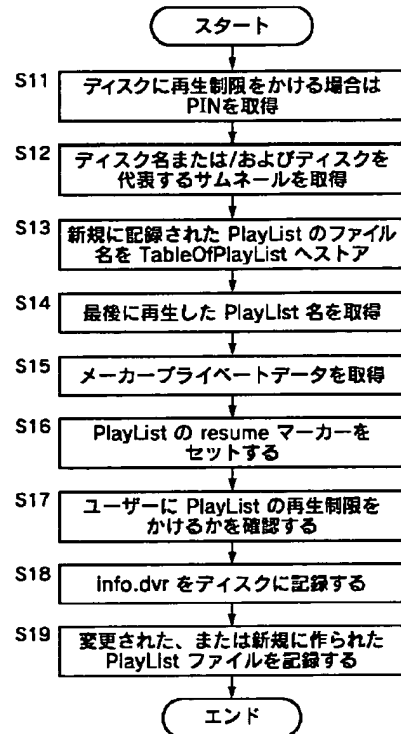 スタート
S11
ディスクに再生制限をかける場合は
PINを取得
S12
ディスク名または/およびディスクを
代表するサムネールを取得
S13
新規に記録された PlayList のファイル
名を TableOfPlayList へストア
S14
最後に再生した PlayList 名を取得
S15
メーカープライベートデータを取得
S16
PlayList の resume マーカーを
セットする
S17
ユーザーに PlayList の再生制限を
かけるかを確認する
S18
info.dvr をディスクに記録する
S19
変更された、または新規に作られた
PlayList ファイルを記録する
エンド